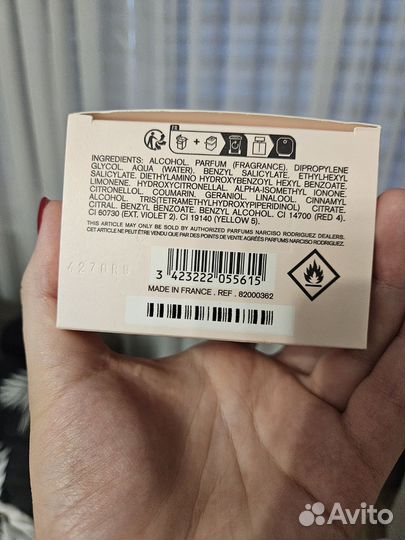 FR
INGREDIENTS: ALCOHOL. PARFUM (FRAGRANCE). DIPROPYLENE
GLYCOL. AQUA (WATER). BENZYL SALICYLATE. ETHYLHEXYL
SALICYLATE. DIETHYLAMINO HYDROXYBENZOYL HEXYL BENZOATE.
LIMONENE. HYDROXYCITRONELLAL. ALPHA-ISOMETHYL IONONE.
CITRONELLOL. COUMARIN. GERANIOL. LINALOOL. CINNAMYL
ALCOHOL. TRIS(TETRAMETHYLHYDROXYPIPERIDINOL) CITRATE.
CITRAL. BENZYL BENZOATE. BENZYL ALCOHOL. CI 14700 (RED 4).
CI 60730 (EXT. VIOLET 2). CI 19140 (YELLOW 5).
THIS ARTICLE MAY ONLY BE SOLD BY AUTHORIZED PARFUMS NARCISO RODRIGUEZ DEALERS.
CET ARTICLE NE PEUT ÊTRE VENDU QUE PAR DES POINTS DE VENTE AGRÉÉS PARFUMS NARCISO RODRIGUEZ.
3 423222 055615
MADE IN FRANCE . REF . 82000362
Avito